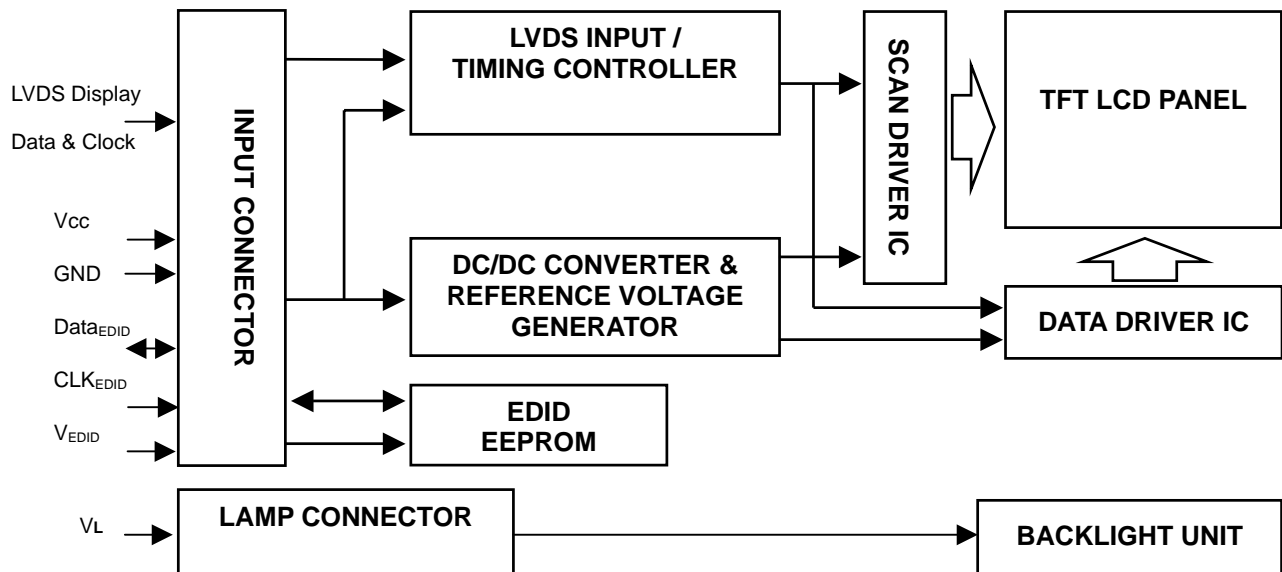 LVDS Display
Data & Clock
Vcc
GND
DataEDID
CLKEDID
VEDID
VL
INPUT CONNECTOR
LVDS INPUT /
TIMING CONTROLLER
DC/DC CONVERTER &
REFERENCE VOLTAGE
GENERATOR
EDID
EEPROM
LAMP CONNECTOR
SCAN DRIVER IC
TFT LCD PANEL
DATA DRIVER IC
BACKLIGHT UNIT